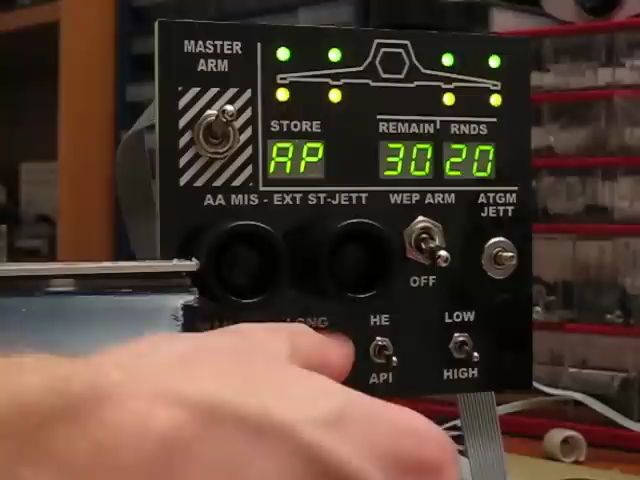 MASTER
ARM
STORE
REMAIN RNDS
AP 30 20
AA MIS - EXT ST-JETT
WEP ARM
ATGM
JETT
OFF
HE
LOW
API
HIGH